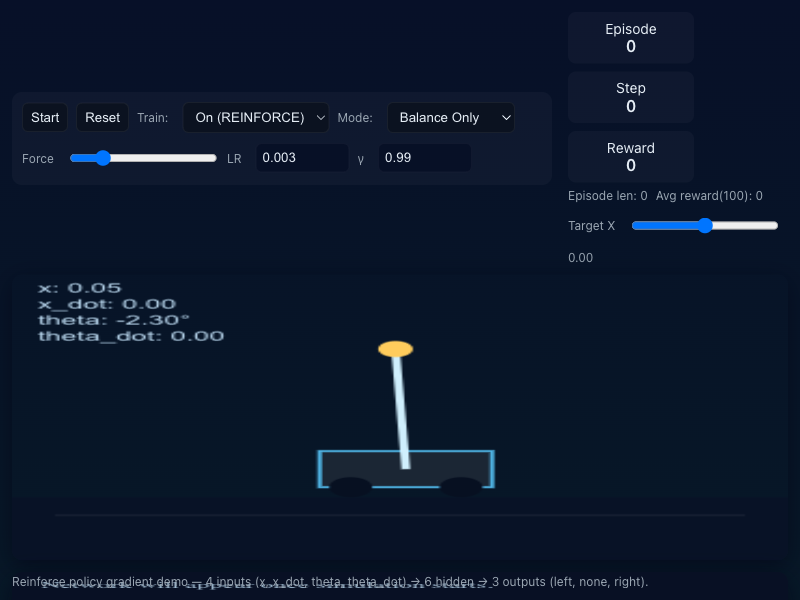 Episode
0
Step
0
Reward
0
Start Reset Train: On (REINFORCE) Mode: Balance Only
Force LR 0.003 γ 0.99
Episode len: 0 Avg reward(100): 0
Target X
0.00
x: 0.05
x_dot: 0.00
theta: -2.30°
theta_dot: 0.00
Reinforce policy gradient demo — 4 inputs (x, x_dot, theta, theta_dot) → 6 hidden → 3 outputs (left, none, right).